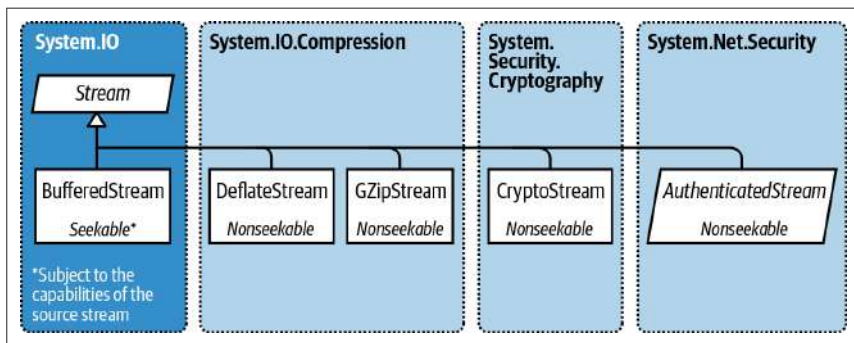 System.IO
Stream
BufferedStream
Seekable*
*Subject to the
capabilities of the
source stream
System.IO.Compression
DeflateStream
Nonseekable
GZipStream
Nonseekable
System.
Security.
Cryptography
CryptoStream
Nonseekable
System.Net.Security
AuthenticatedStream
Nonseekable